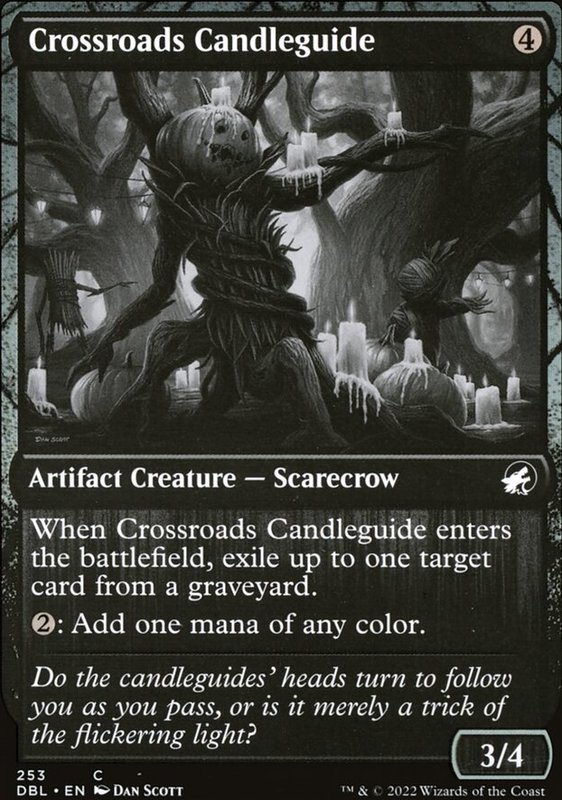 Crossroads Candleguide 4
DAN SCOTT
Artifact Creature — Scarecrow
When Crossroads Candleguide enters
the battlefield, exile up to one target
card from a graveyard.
2: Add one mana of any color.
Do the candleguides' heads turn to follow
you as you pass, or is it merely a trick of
the flickering light?
3/4
253 C
DBL • EN DAN SCOTT ™ & © 2022 Wizards of the Coast